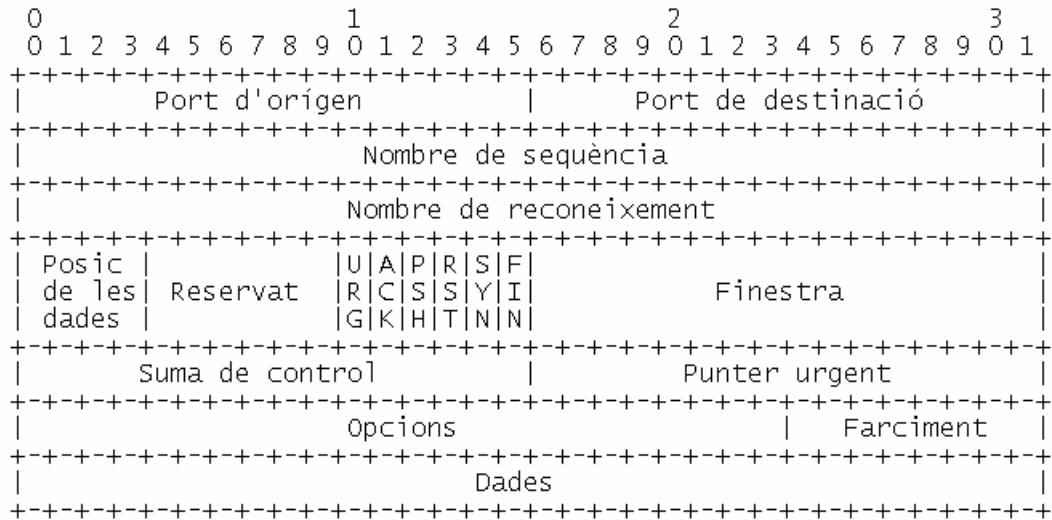 0                   1                   2                   3
0 1 2 3 4 5 6 7 8 9 0 1 2 3 4 5 6 7 8 9 0 1 2 3 4 5 6 7 8 9 0 1
+-+-+-+-+-+-+-+-+-+-+-+-+-+-+-+-+-+-+-+-+-+-+-+-+-+-+-+-+-+-+-+-+
| Port d'orígen | Port de destinació |
+-+-+-+-+-+-+-+-+-+-+-+-+-+-+-+-+-+-+-+-+-+-+-+-+-+-+-+-+-+-+-+-+
| Nombre de sequència |
+-+-+-+-+-+-+-+-+-+-+-+-+-+-+-+-+-+-+-+-+-+-+-+-+-+-+-+-+-+-+-+-+
| Nombre de reconeixement |
+-+-+-+-+-+-+-+-+-+-+-+-+-+-+-+-+-+-+-+-+-+-+-+-+-+-+-+-+-+-+-+-+
| Posic | |U|A|P|R|S|F| |
| de les| Reservat |R|C|S|S|Y|I| Finestra |
| dades | |G|K|H|T|N|N| |
+-+-+-+-+-+-+-+-+-+-+-+-+-+-+-+-+-+-+-+-+-+-+-+-+-+-+-+-+-+-+-+-+
| Suma de control | Punter urgent |
+-+-+-+-+-+-+-+-+-+-+-+-+-+-+-+-+-+-+-+-+-+-+-+-+-+-+-+-+-+-+-+-+
| Opcions | Farciment |
+-+-+-+-+-+-+-+-+-+-+-+-+-+-+-+-+-+-+-+-+-+-+-+-+-+-+-+-+-+-+-+-+
| Dades |
+-+-+-+-+-+-+-+-+-+-+-+-+-+-+-+-+-+-+-+-+-+-+-+-+-+-+-+-+-+-+-+-+